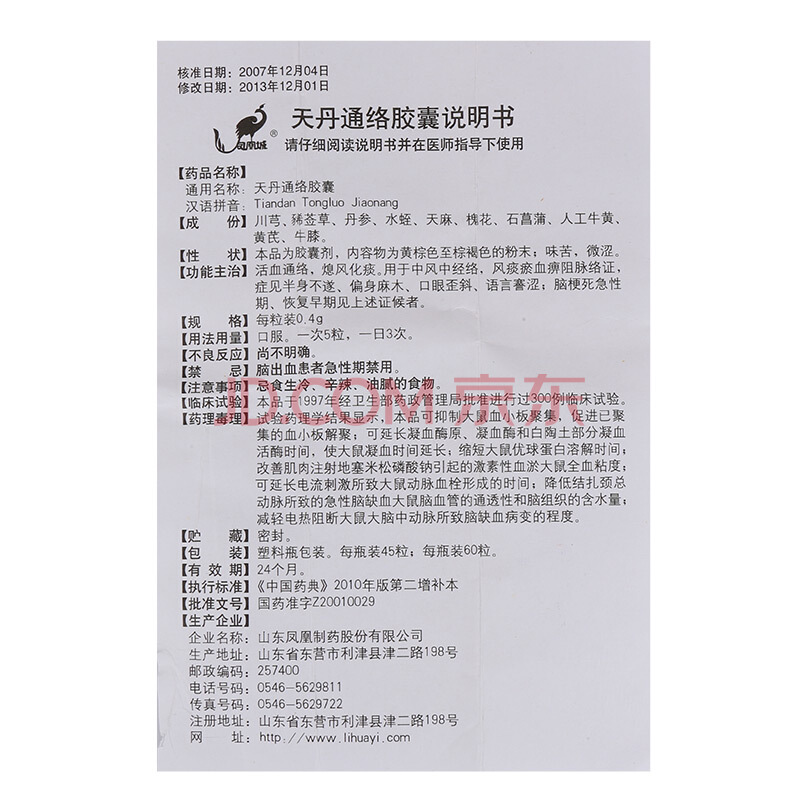 核准日期：2007年12月04日
修改日期：2013年12月01日
天丹通络胶囊说明书
®
请仔细阅读说明书并在医师指导下使用
【药品名称】
通用名称：天丹通络胶囊
汉语拼音：Tiandan Tongluo Jiaonang
【成　份】川芎、豨莶草、丹参、水蛭、天麻、槐花、石菖蒲、人工牛黄、
黄芪、牛膝。
【性　状】本品为胶囊剂，内容物为黄棕色至棕褐色的粉末；味苦，微涩。
【功能主治】活血通络，熄风化痰。用于中风中经络，风痰瘀血痹阻脉络证，
症见半身不遂、偏身麻木、口眼歪斜、语言謇涩；脑梗死急性
期、恢复早期见上述证候者。
【规　格】每粒装0.4g
【用法用量】口服。一次5粒，一日3次。
【不良反应】尚不明确。
【禁　忌】脑出血患者急性期禁用。
【注意事项】忌食生冷、辛辣、油腻的食物。
【临床试验】本品于1997年经卫生部药政管理局批准进行过300例临床试验。
【药理毒理】试验药理学结果显示，本品可抑制大鼠血小板聚集，促进已聚
集的血小板解聚；可延长凝血酶原、凝血酶和白陶土部分凝血
活酶时间，使大鼠凝血时间延长；缩短大鼠优球蛋白溶解时间；
改善肌肉注射地塞米松磷酸钠引起的激素性血淤大鼠全血粘度；
可延长电流刺激所致大鼠动脉血栓形成的时间；降低结扎颈总
动脉所致的急性脑缺血大鼠脑血管的通透性和脑组织的含水量；
减轻电热阻断大鼠大脑中动脉所致脑缺血病变的程度。
【贮　藏】密封。
【包　装】塑料瓶包装。每瓶装45粒；每瓶装60粒。
【有 效 期】24个月。
【执行标准】《中国药典》2010年版第二增补本
【批准文号】国药准字Z20010029
【生产企业】
企业名称：山东凤凰制药股份有限公司
生产地址：山东省东营市利津县津二路198号
邮政编码：257400
电话号码：0546-5629811
传真号码：0546-5629722
注册地址：山东省东营市利津县津二路198号
网　　址：http://www.lihuayi.com
JD.COM 京东